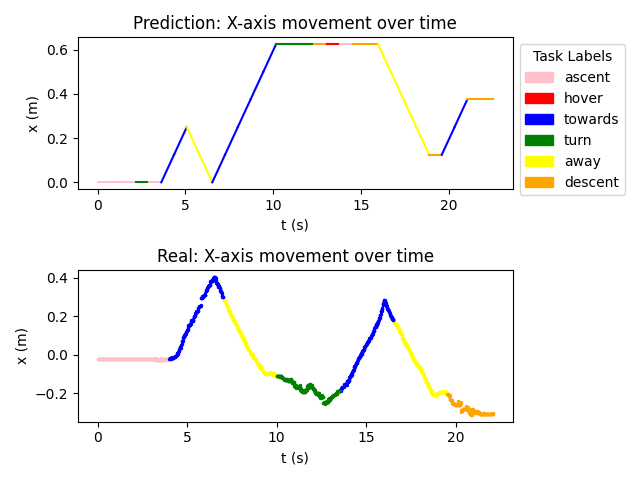 Prediction: X-axis movement over time
0.6
0.4
0.2
0.0
x (m)
0 5 10 15 20
t (s)
Task Labels
ascent
hover
towards
turn
away
descent
Real: X-axis movement over time
0.4
0.2
0.0
−0.2
x (m)
0 5 10 15 20
t (s)